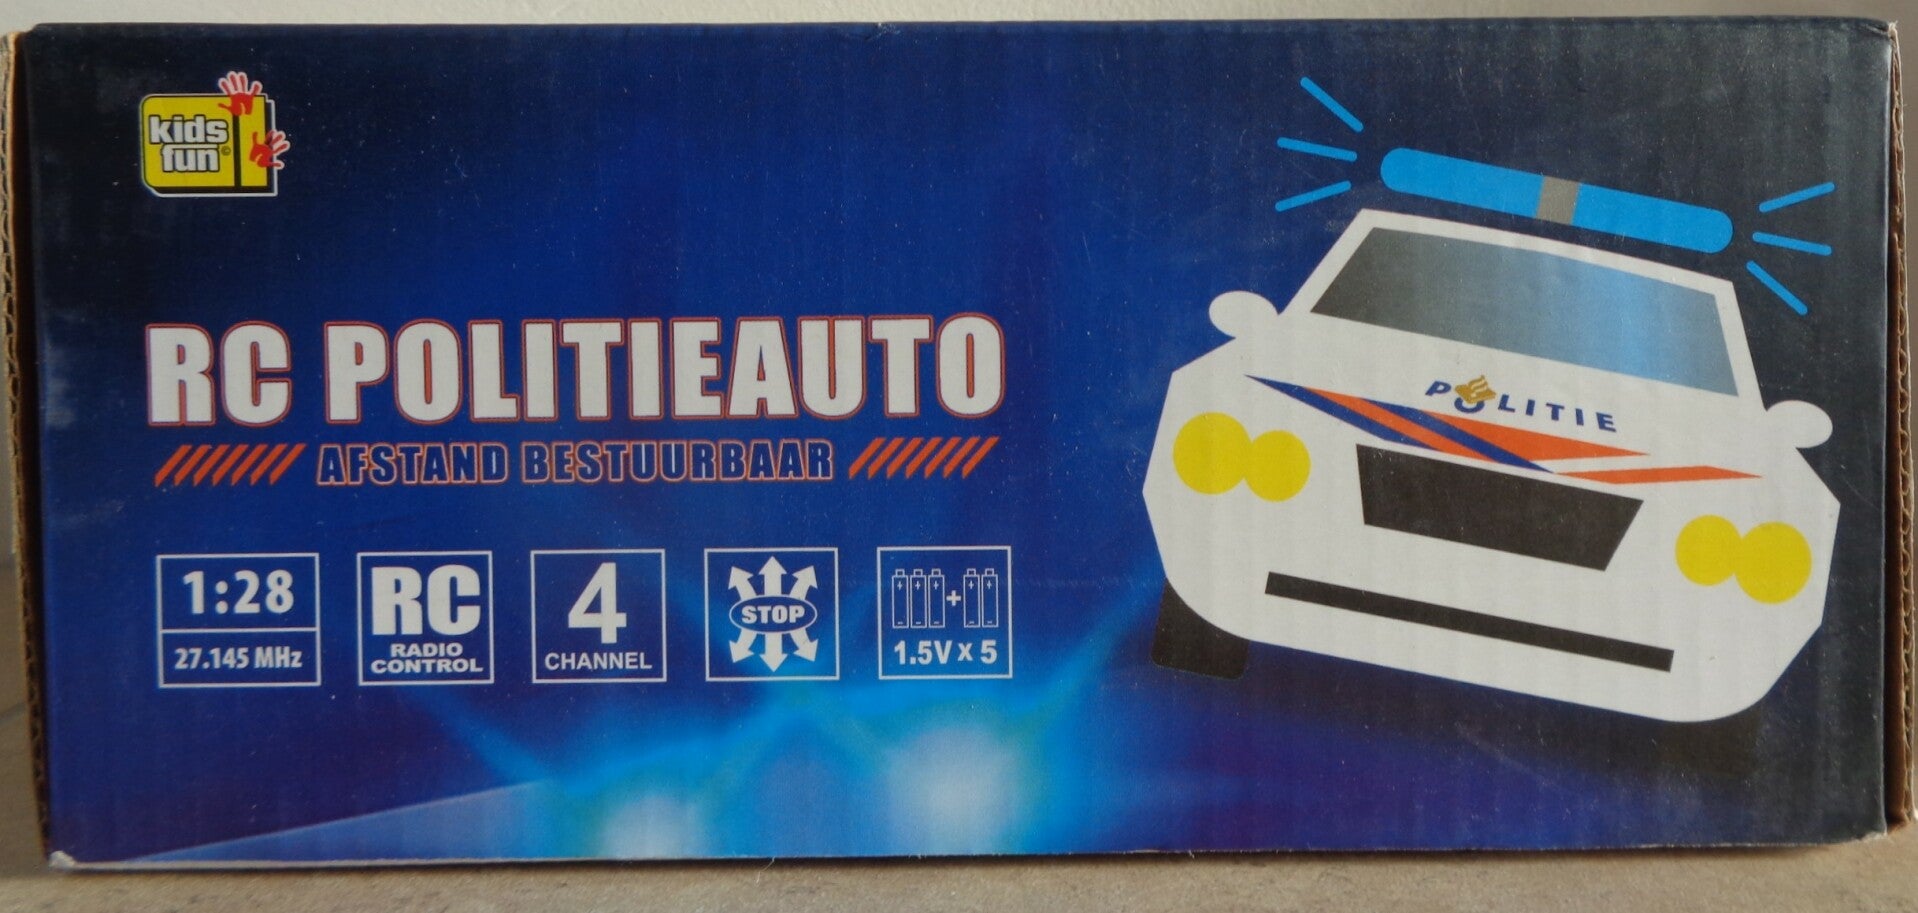 kids
fun©
RC POLITIEAUTO
AFSTAND BESTUURBAAR
1:28
27.145 MHz
RC
RADIO
CONTROL
4
CHANNEL
STOP
+
1.5V x 5
POLITIE